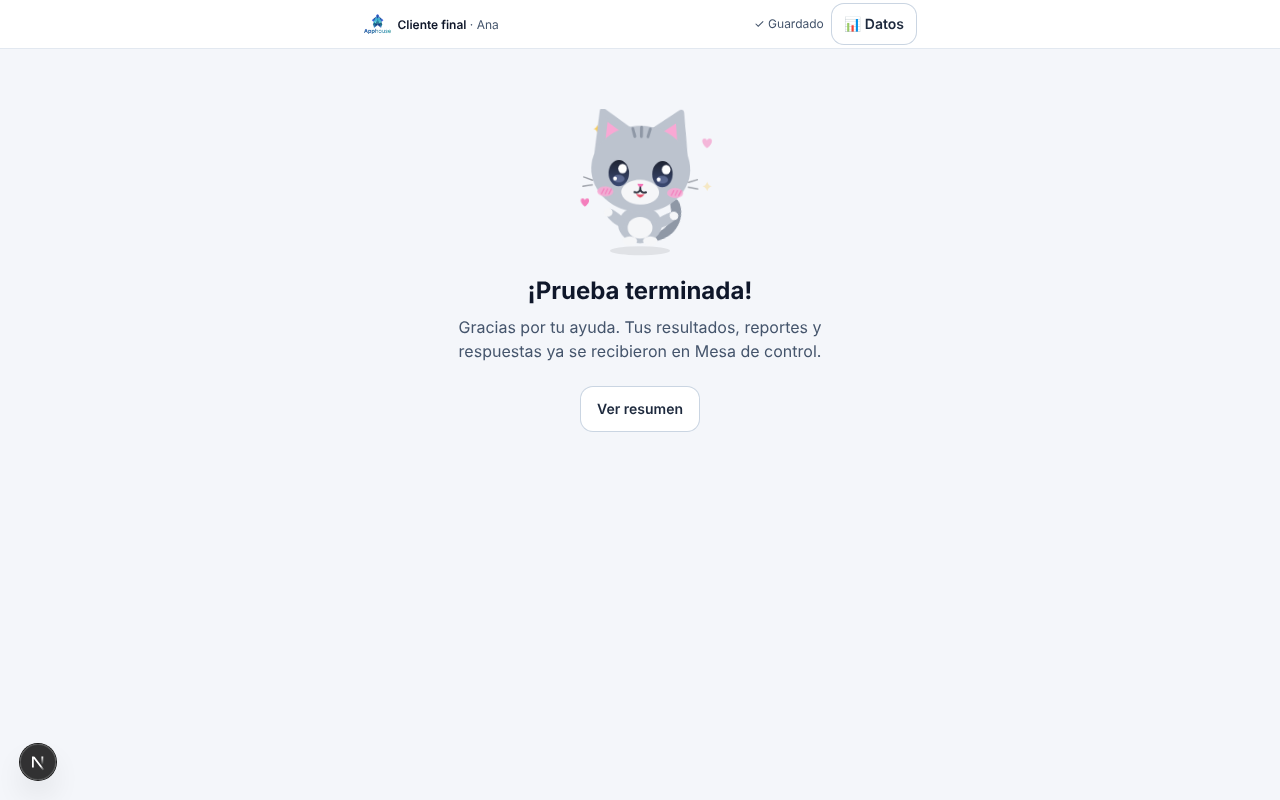 Apphouse
Cliente final · Ana
✓ Guardado
Datos
¡Prueba terminada!
Gracias por tu ayuda. Tus resultados, reportes y
respuestas ya se recibieron en Mesa de control.
Ver resumen
N